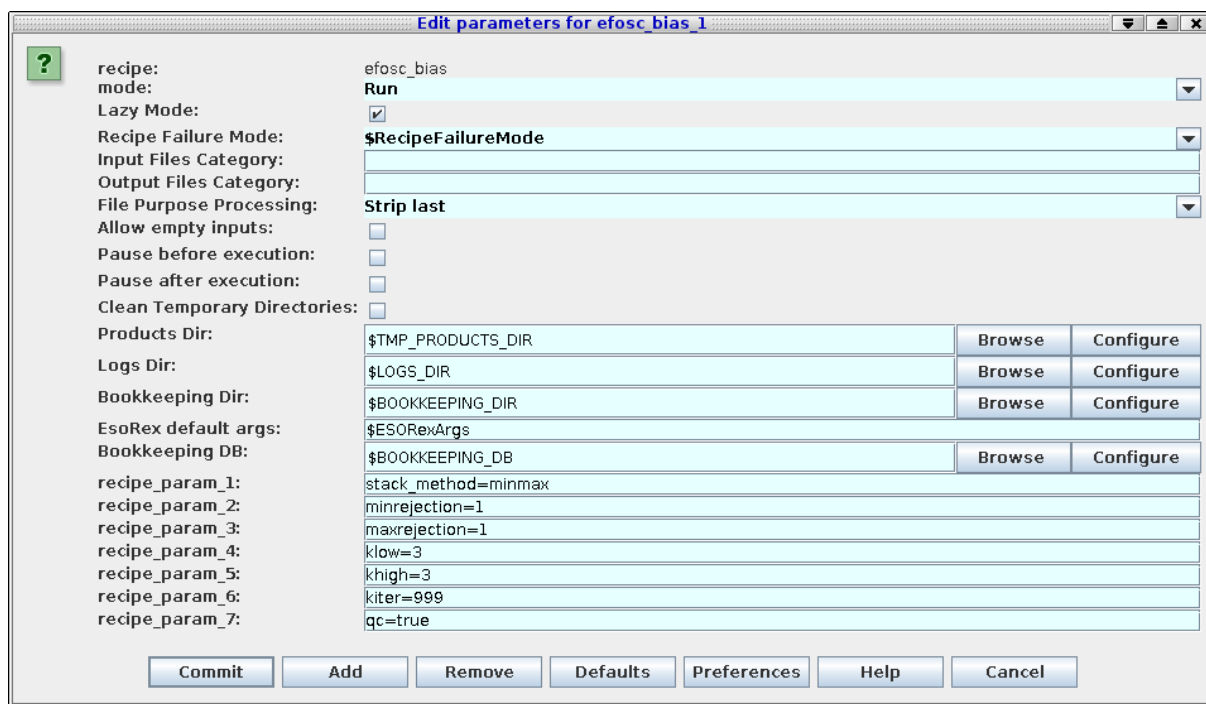 Edit parameters for efosc_bias_1
?
recipe: efosc_bias
mode: Run
Lazy Mode:
Recipe Failure Mode: $RecipeFailureMode
Input Files Category:
Output Files Category:
File Purpose Processing: Strip last
Allow empty inputs:
Pause before execution:
Pause after execution:
Clean Temporary Directories:
Products Dir: $TMP_PRODUCTS_DIR Browse Configure
Logs Dir: $LOGS_DIR Browse Configure
Bookkeeping Dir: $BOOKKEEPING_DIR Browse Configure
EsoRex default args: $ESORexArgs
Bookkeeping DB: $BOOKKEEPING_DB Browse Configure
recipe_param_1: stack_method=minmax
recipe_param_2: minrejection=1
recipe_param_3: maxrejection=1
recipe_param_4: klow=3
recipe_param_5: khigh=3
recipe_param_6: kiter=999
recipe_param_7: qc=true
Commit Add Remove Defaults Preferences Help Cancel